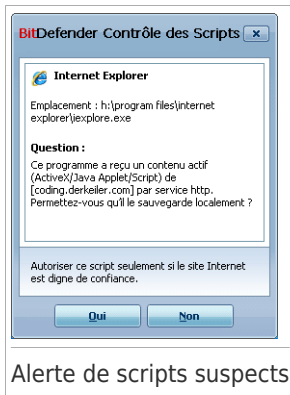 BitDefender Contrôle des Scripts
Internet Explorer
Emplacement : h:\program files\internet
explorer\iexplore.exe
Question :
Ce programme a reçu un contenu actif
(ActiveX/Java Applet/Script) de
[coding.derkeiler.com] par service http.
Permettez-vous qu'il le sauvegarde localement ?
Autoriser ce script seulement si le site Internet
est digne de confiance.
Oui
Non
Alerte de scripts suspects